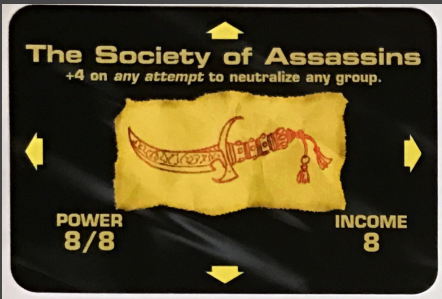 The Society of Assassins
+4 on any attempt to neutralize any group.
POWER
8/8
INCOME
8